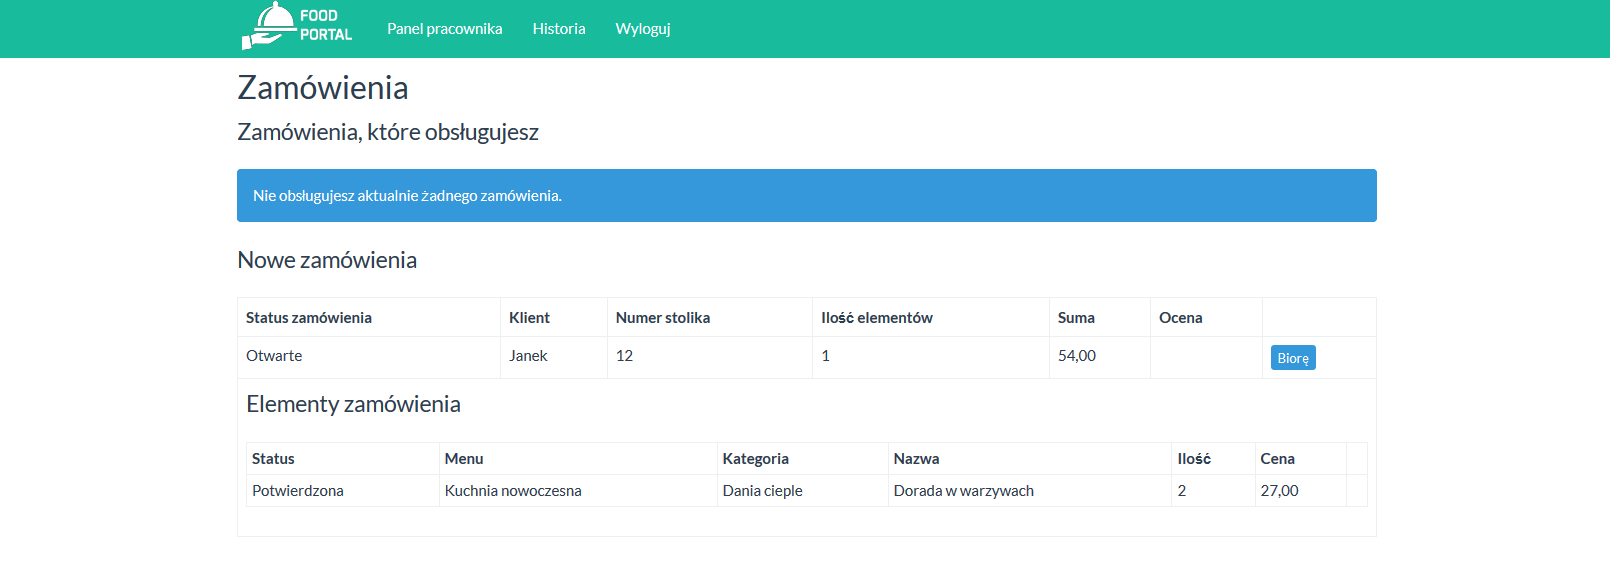 FOOD
PORTAL
Panel pracownika Historia Wyloguj
Zamówienia
Zamówienia, które obsługujesz
Nie obsługujesz aktualnie żadnego zamówienia.
Nowe zamówienia
Status zamówienia Klient Numer stolika Ilość elementów Suma Ocena
Otwarte Janek 12 1 54,00 Biorę
Elementy zamówienia
Status Menu Kategoria Nazwa Ilość Cena
Potwierdzona Kuchnia nowoczesna Dania cieple Dorada w warzywach 2 27,00